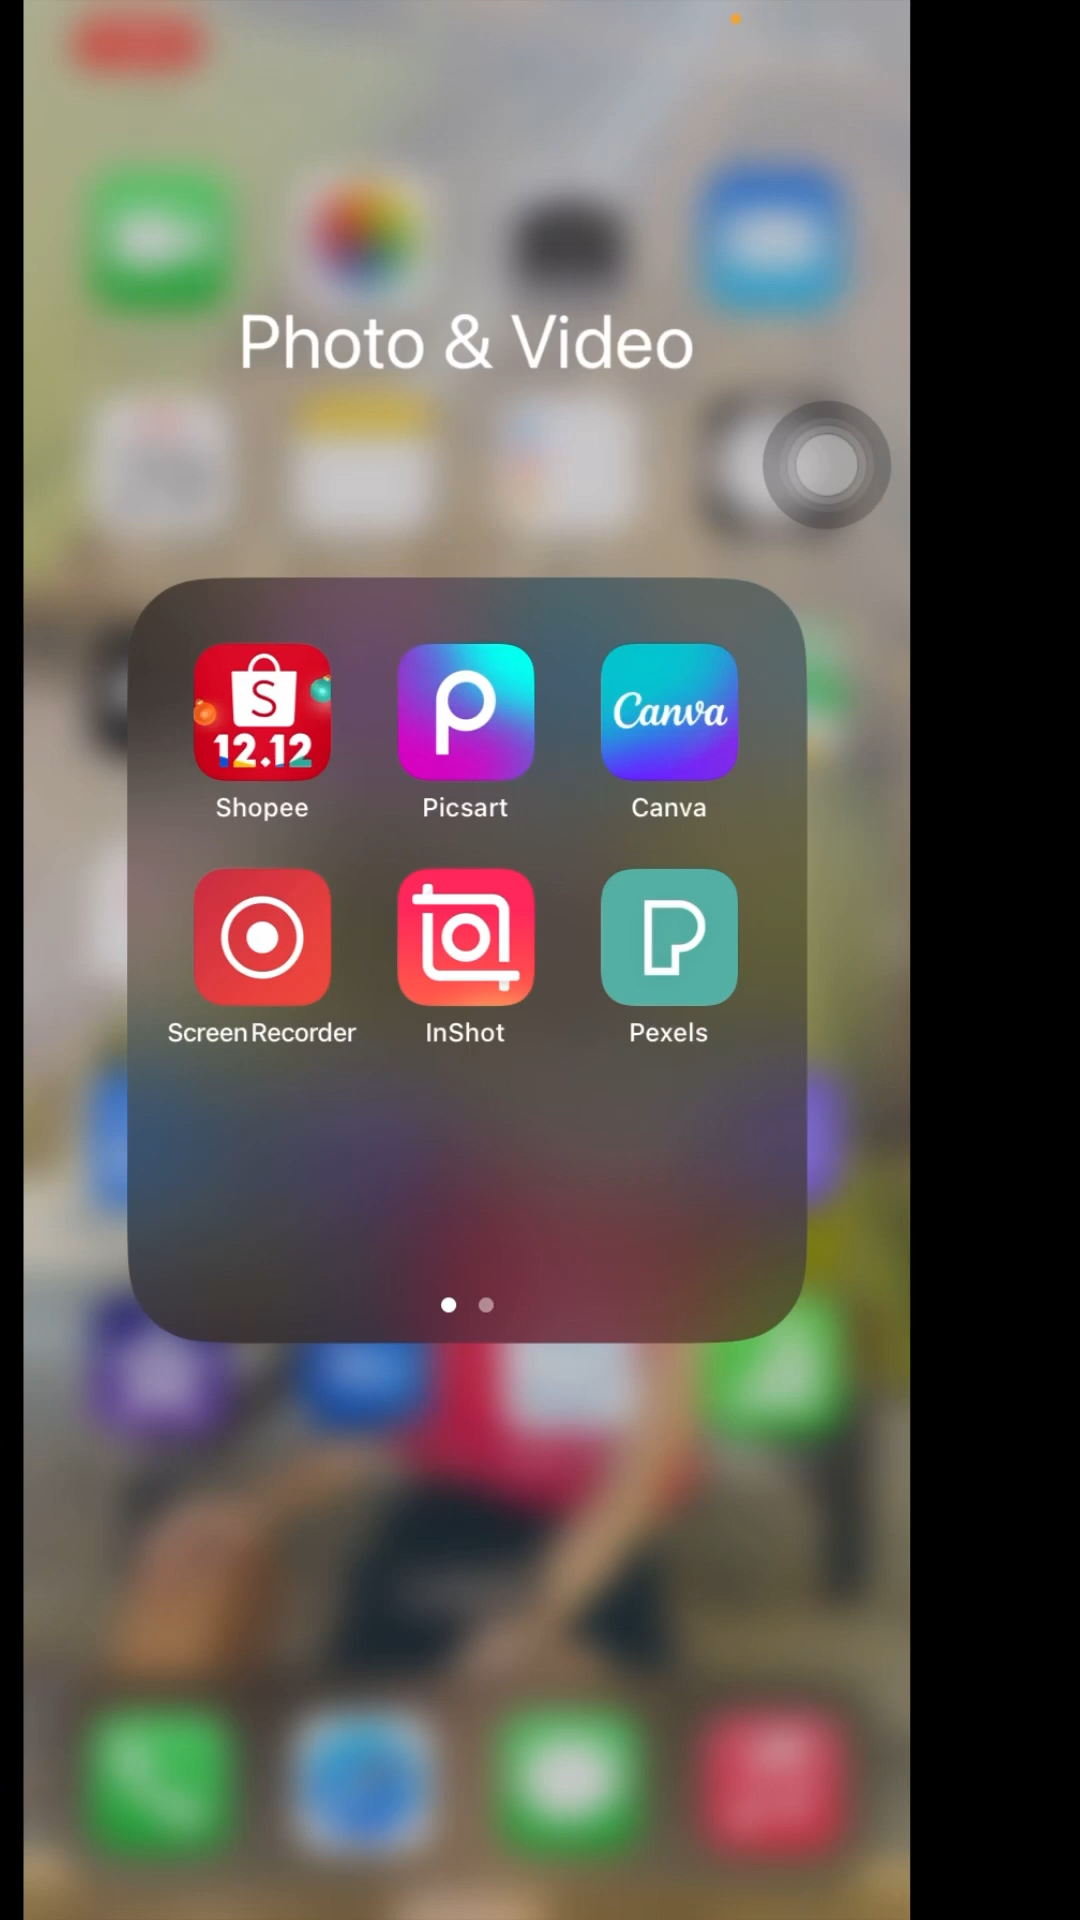 Photo & Video
S
12.12
Canva
Shopee
Picsart
Canva
Screen Recorder
InShot
Pexels